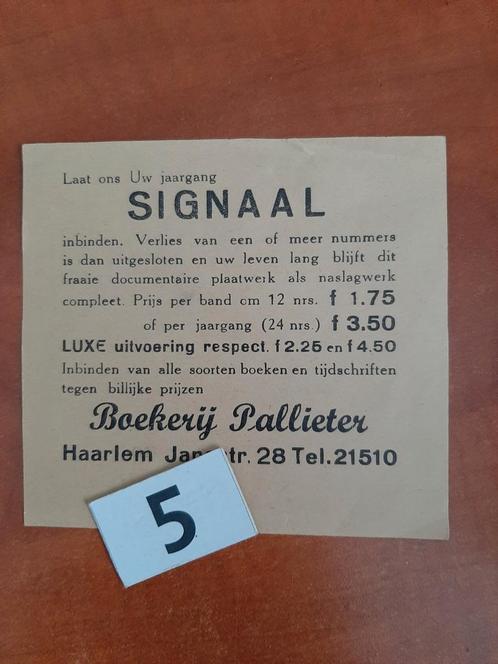 Laat ons Uw jaargang
SIGNAAL
inbinden. Verlies van een of meer nummers
is dan uitgesloten en uw leven lang blijft dit
fraaie documentaire plaatwerk als naslagwerk
compleet. Prijs per band om 12 nrs. f 1.75
of per jaargang (24 nrs.) f 3.50
LUXE uitvoering respect. f 2.25 en f 4.50
Inbinden van alle soorten boeken en tijdschriften
tegen billijke prijzen
Boekerij Pallieter
Haarlem 28 Tel. 21510
5